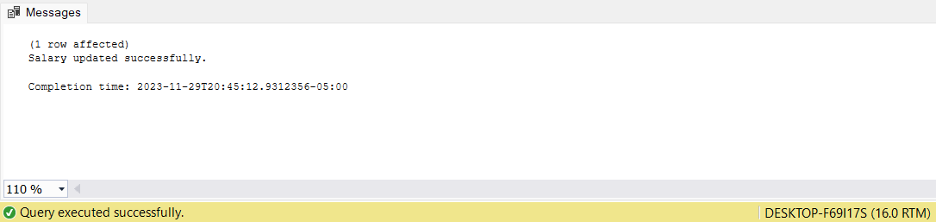 Messages
(1 row affected)
Salary updated successfully.
Completion time: 2023-11-29T20:45:12.9312356-05:00
110 %
Query executed successfully.
DESKTOP-F69I17S (16.0 RTM)